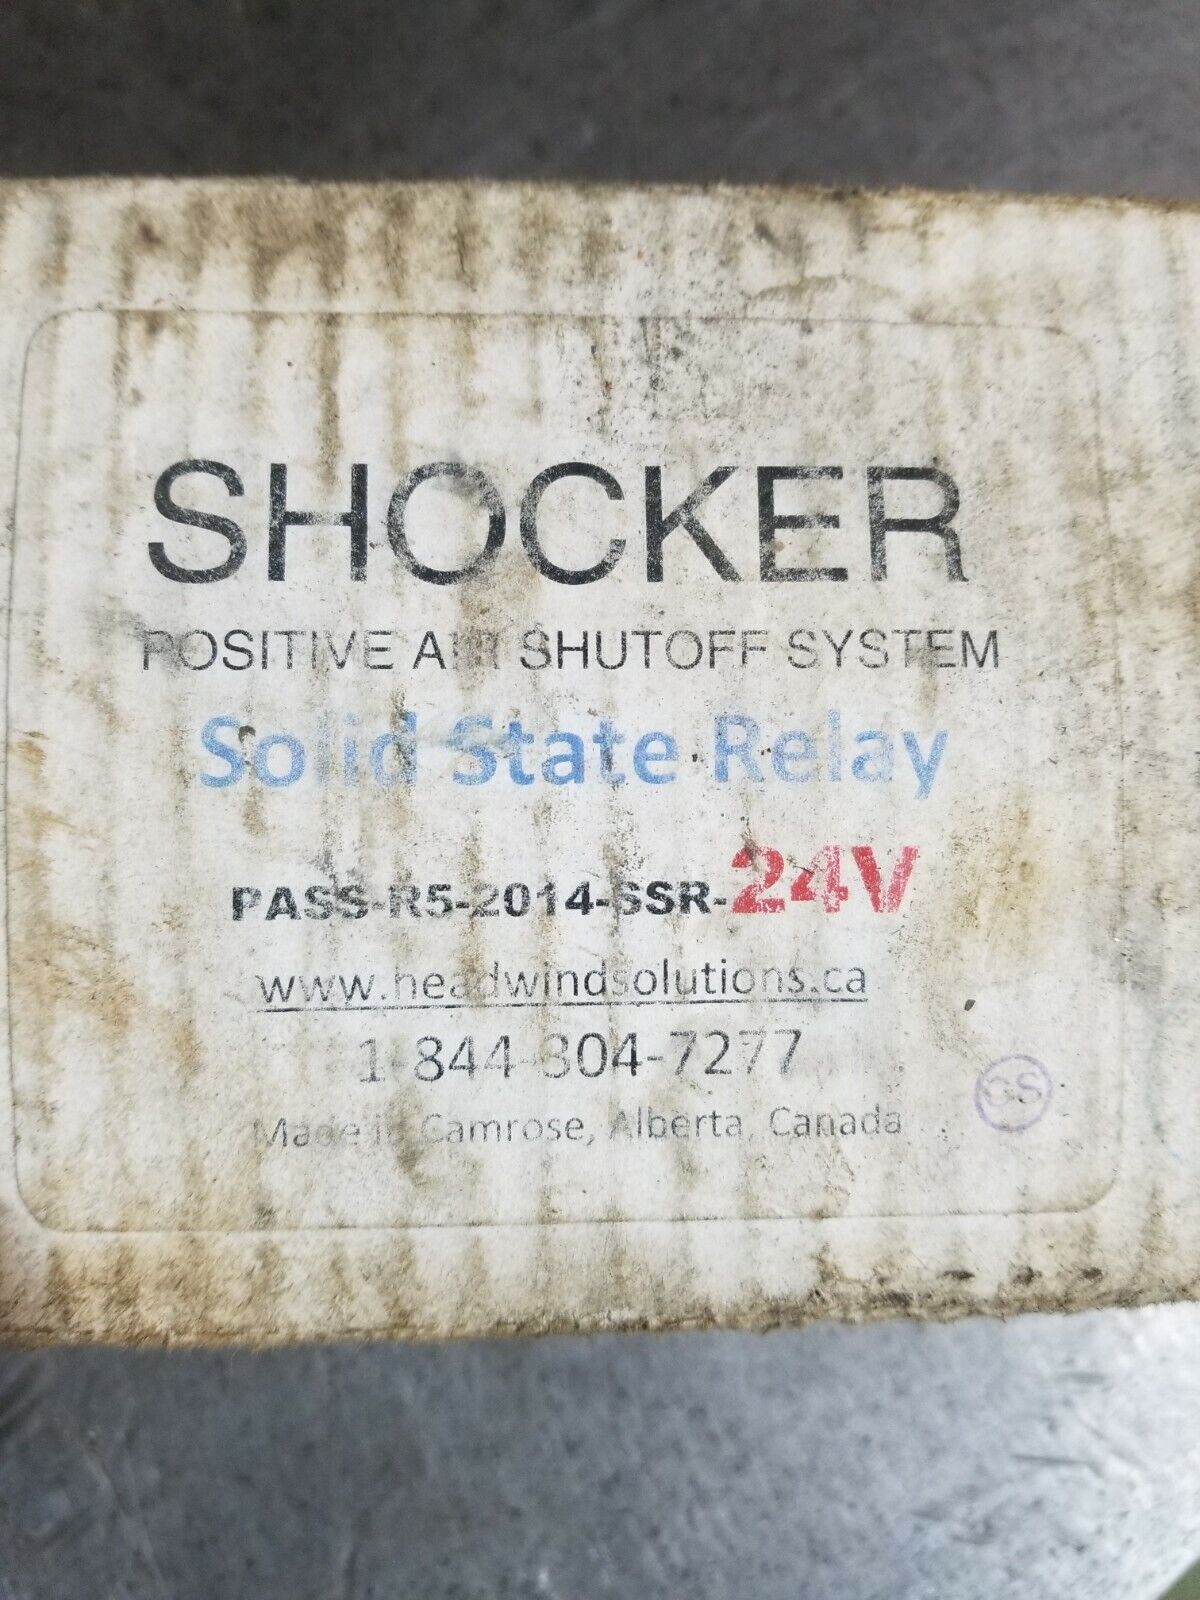 SHOCKER
POSITIVE AIR SHUTOFF SYSTEM
Solid State Relay
PASS-R5-2014-SSR-24V
www.headwindsolutions.ca
1-844-304-7277
Made in Camrose, Alberta, Canada
GS